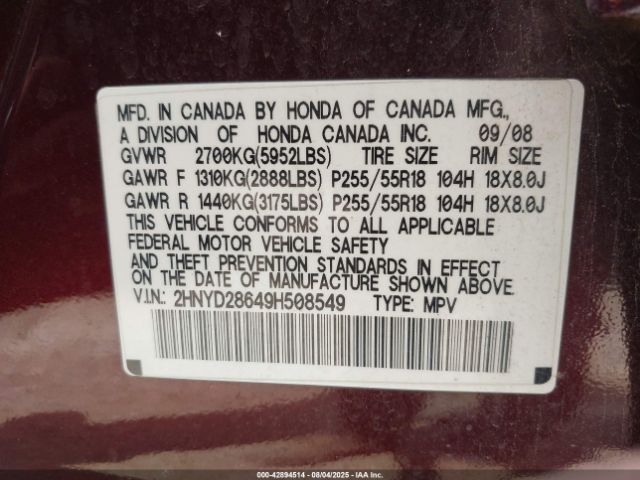 MFD. IN CANADA BY HONDA OF CANADA MFG.,
A DIVISION OF HONDA CANADA INC. 09/08
GVWR 2700KG(5952LBS) TIRE SIZE RIM SIZE
GAWR F 1310KG(2888LBS) P255/55R18 104H 18X8.0J
GAWR R 1440KG(3175LBS) P255/55R18 104H 18X8.0J
THIS VEHICLE CONFORMS TO ALL APPLICABLE
FEDERAL MOTOR VEHICLE SAFETY
AND THEFT PREVENTION STANDARDS IN EFFECT
ON THE DATE OF MANUFACTURE SHOWN ABOVE.
V.I.N.: 2HNYD28649H508549 TYPE: MPV
000-42894514 - 08/04/2025 - IAA Inc.